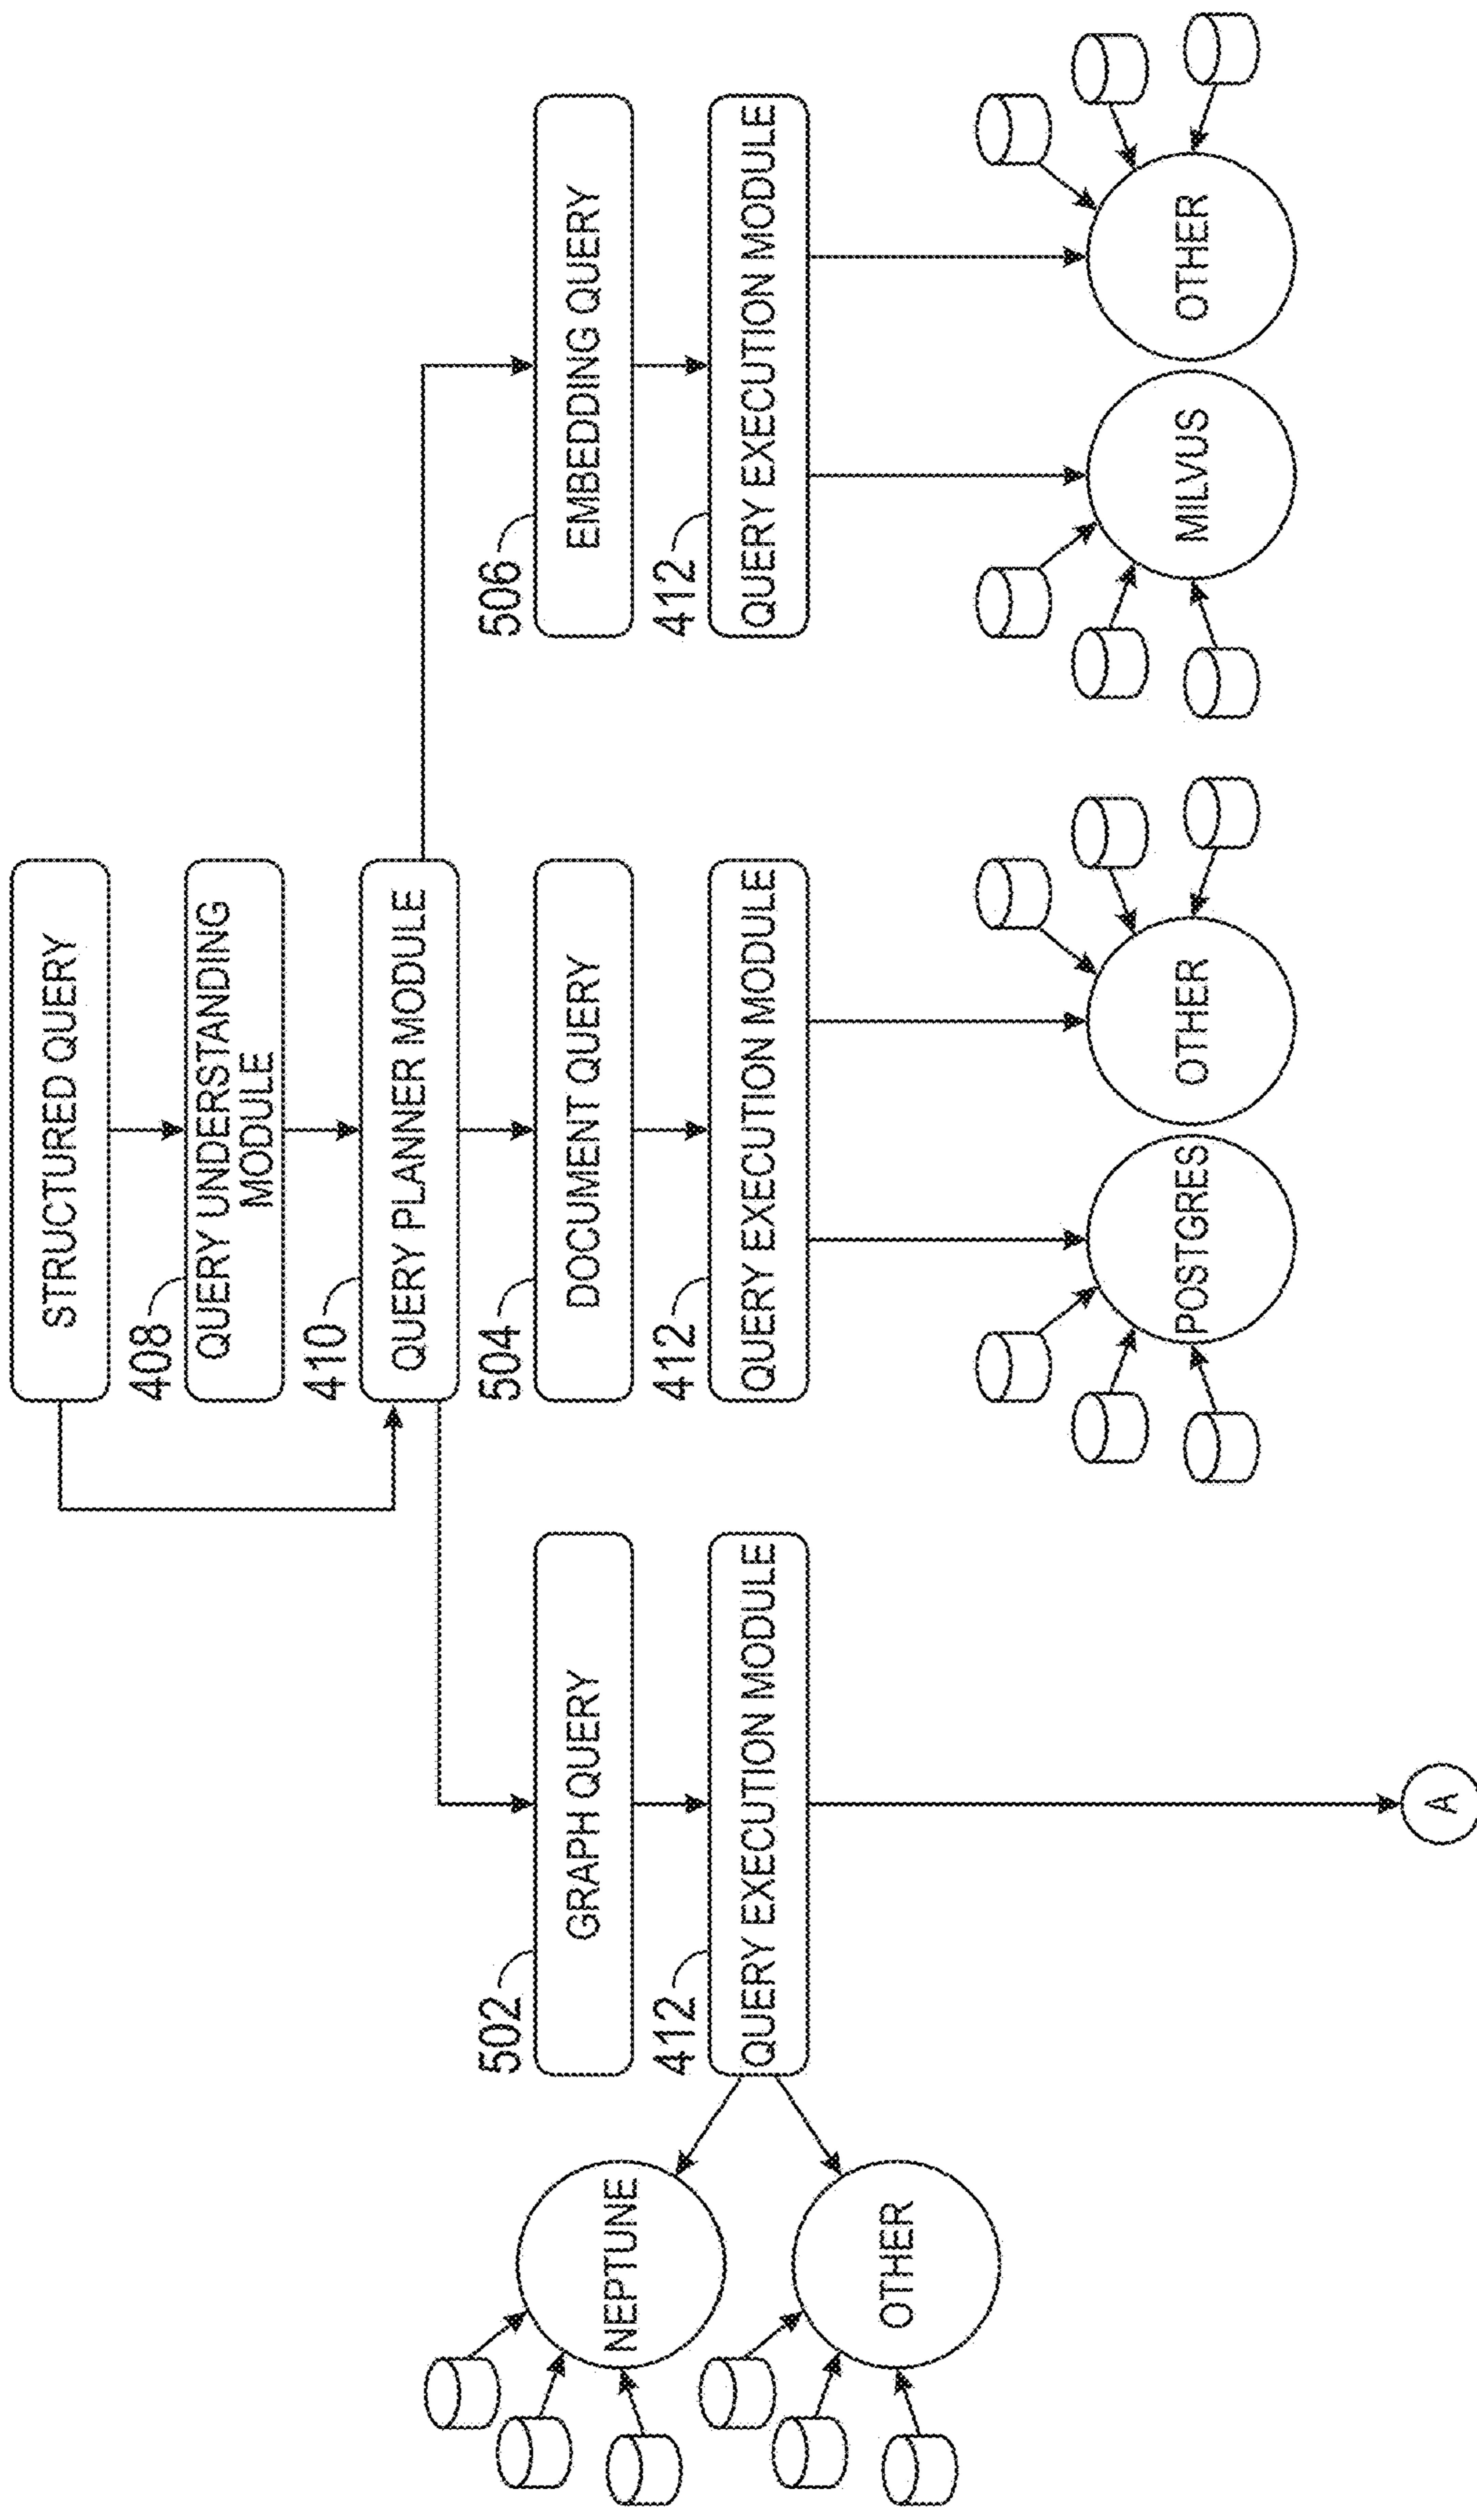 STRUCTURED QUERY
408
QUERY UNDERSTANDING
MODULE
410
QUERY PLANNER MODULE
502
GRAPH QUERY
504
DOCUMENT QUERY
506
EMBEDDING QUERY
412
QUERY EXECUTION MODULE
412
QUERY EXECUTION MODULE
412
QUERY EXECUTION MODULE
NEPTUNE
OTHER
POSTGRES
OTHER
MILVUS
OTHER
A